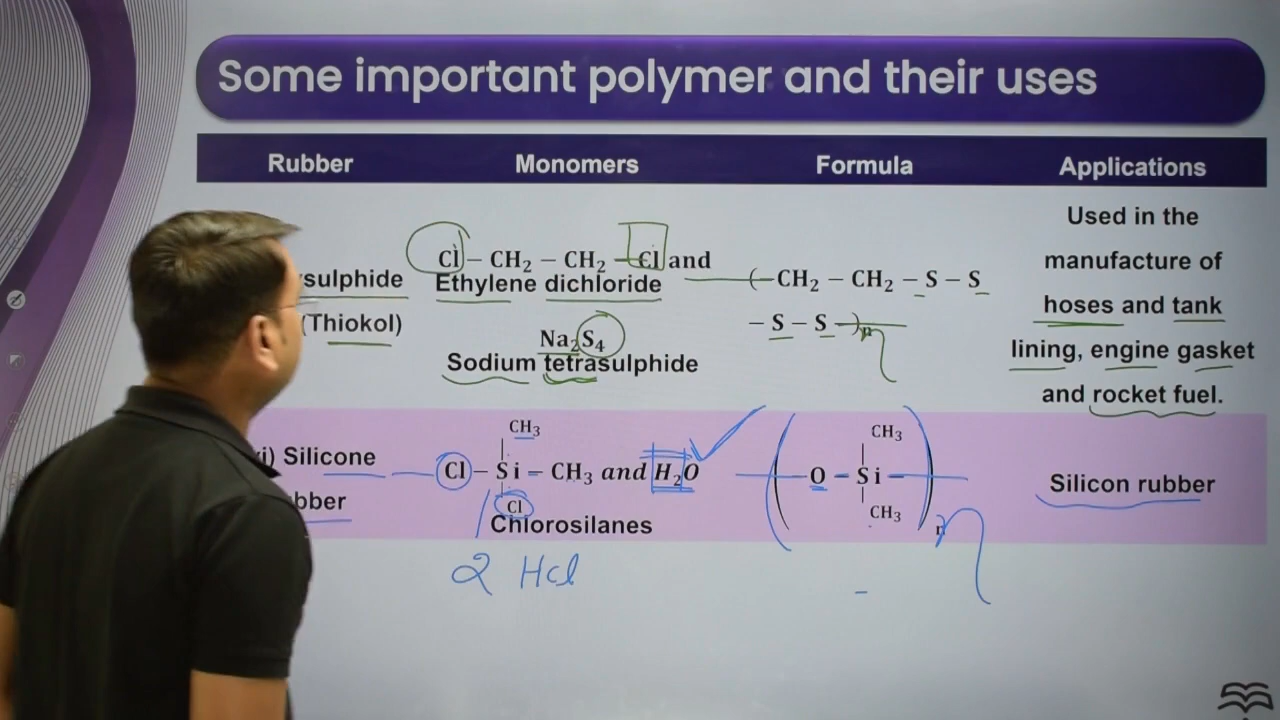 Some important polymer and their uses
Rubber Monomers Formula Applications
sulphide
(Thiokol)
Cl – CH₂ – CH₂ – Cl and
Ethylene dichloride
Na₂S₄
Sodium tetrasulphide
(–CH₂ – CH₂ – S – S
– S – S –)n
Used in the
manufacture of
hoses and tank
lining, engine gasket
and rocket fuel.
i) Silicone
bber
CH₃
|
Cl – Si – CH₃ and H₂O
|
Cl
Chlorosilanes
2 HCl
CH₃
|
( O – Si – )
|
CH₃
n
n
Silicon rubber